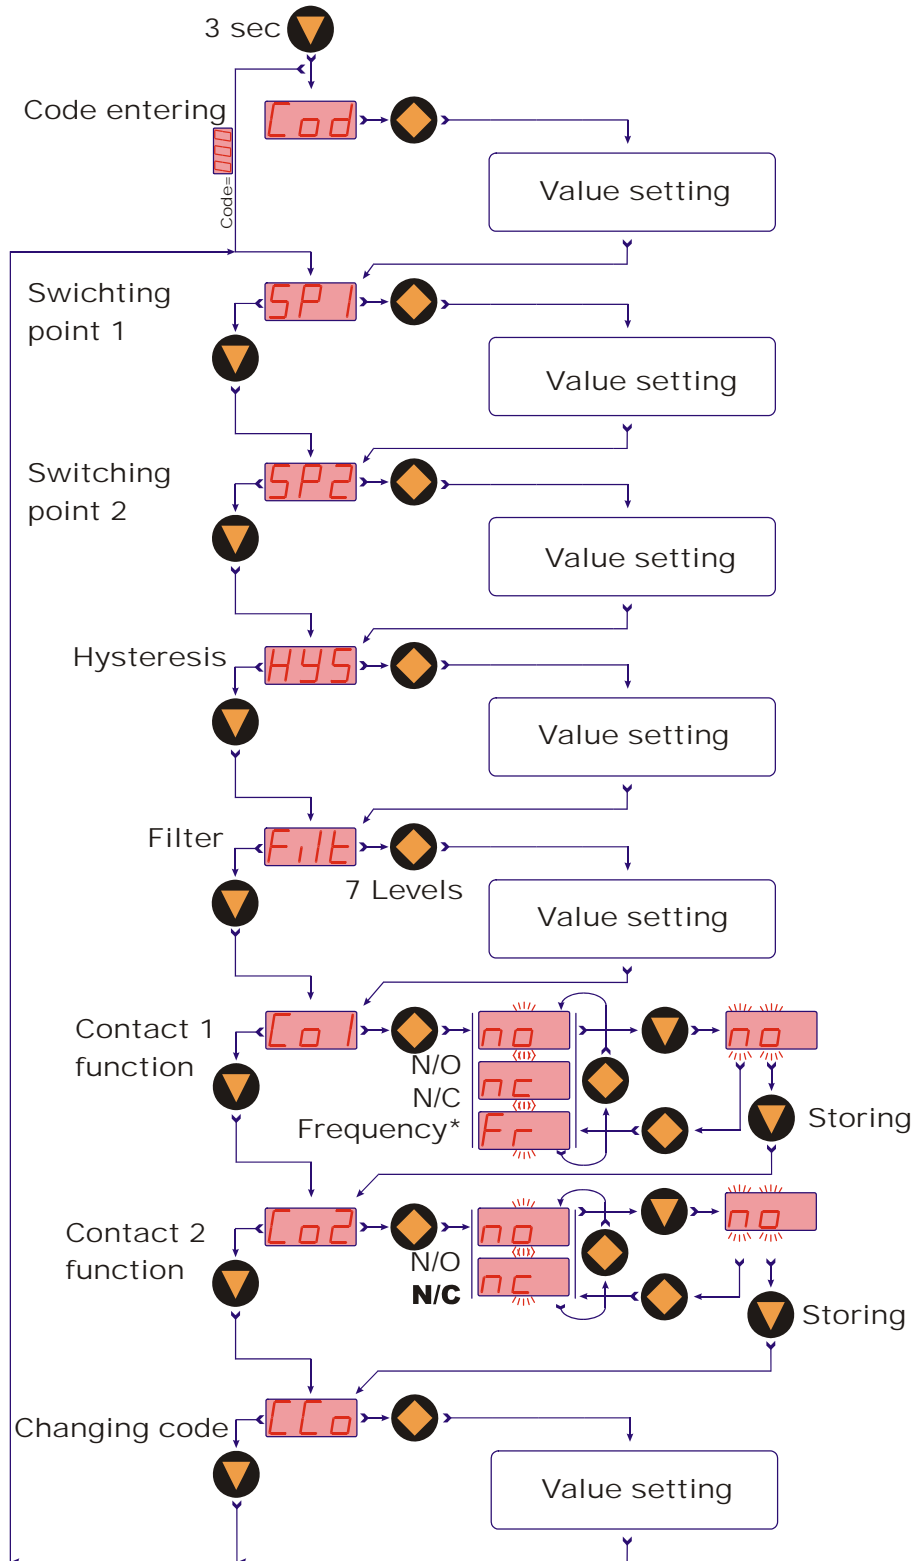 3 sec
Code entering
Cod
Code=
000
Value setting
Swichting
point 1
SP1
Value setting
Switching
point 2
SP2
Value setting
Hysteresis
HYS
Value setting
Filter
Filt
7 Levels
Value setting
Contact 1
function
Co1
no
no
N/O
nc
N/C
Frequency*
Fr
Storing
Contact 2
function
Co2
no
no
N/O
nc
N/C
Storing
Changing code
CCo
Value setting